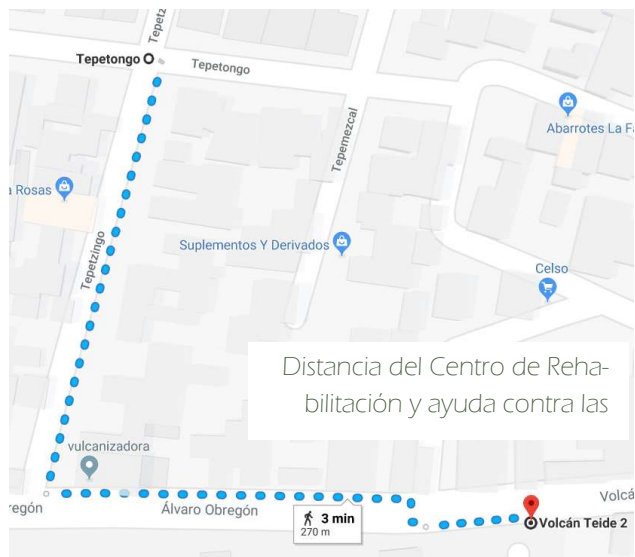 Tepetz
Tepetongo
Tepetongo
Tepemezcal
Abarrotes La Fa
a Rosas
Tepetzingo
Suplementos Y Derivados
Celso
Distancia del Centro de Reha-
bilitación y ayuda contra las
vulcanizadora
regón
Álvaro Obregón
3 min
270 m
Volcá
Volcán Teide 2